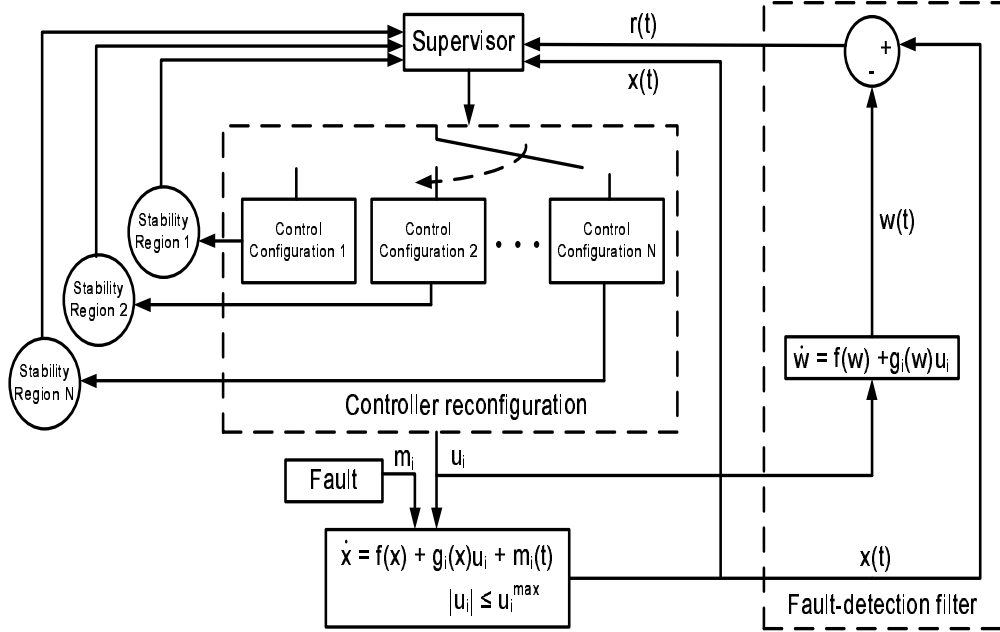 Supervisor
r(t)
x(t)
+
-
w(t)
Stability
Region 1
Stability
Region 2
Stability
Region N
Control
Configuration 1
Control
Configuration 2
• • •
Control
Configuration N
Controller reconfiguration
ẇ = f(w) +gᵢ(w)uᵢ
Fault
mᵢ
uᵢ
ẋ = f(x) + gᵢ(x)uᵢ + mᵢ(t)
|uᵢ| ≤ uᵢᵐᵃˣ
x(t)
Fault-detection filter